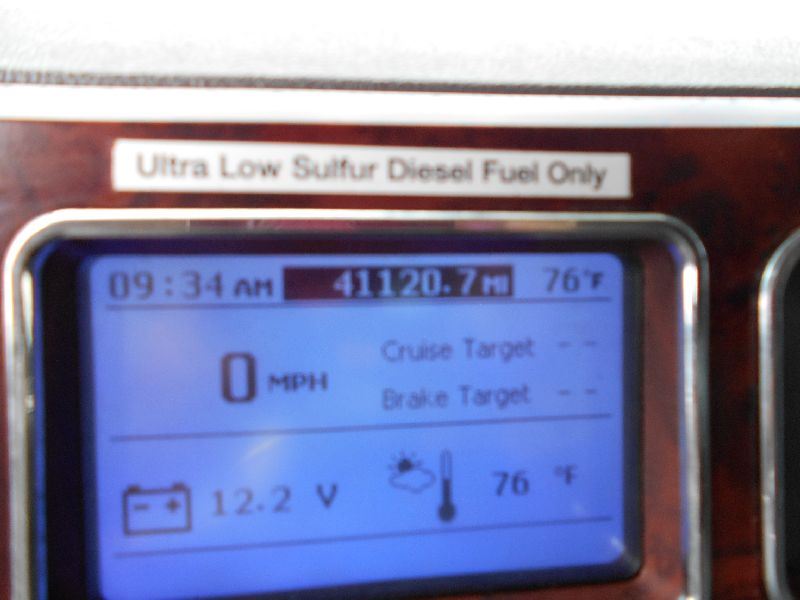 Ultra Low Sulfur Diesel Fuel Only
09:34 AM 41120.7 MI 76°F
0 MPH
Cruise Target --
Brake Target --
12.2 V 76 °F